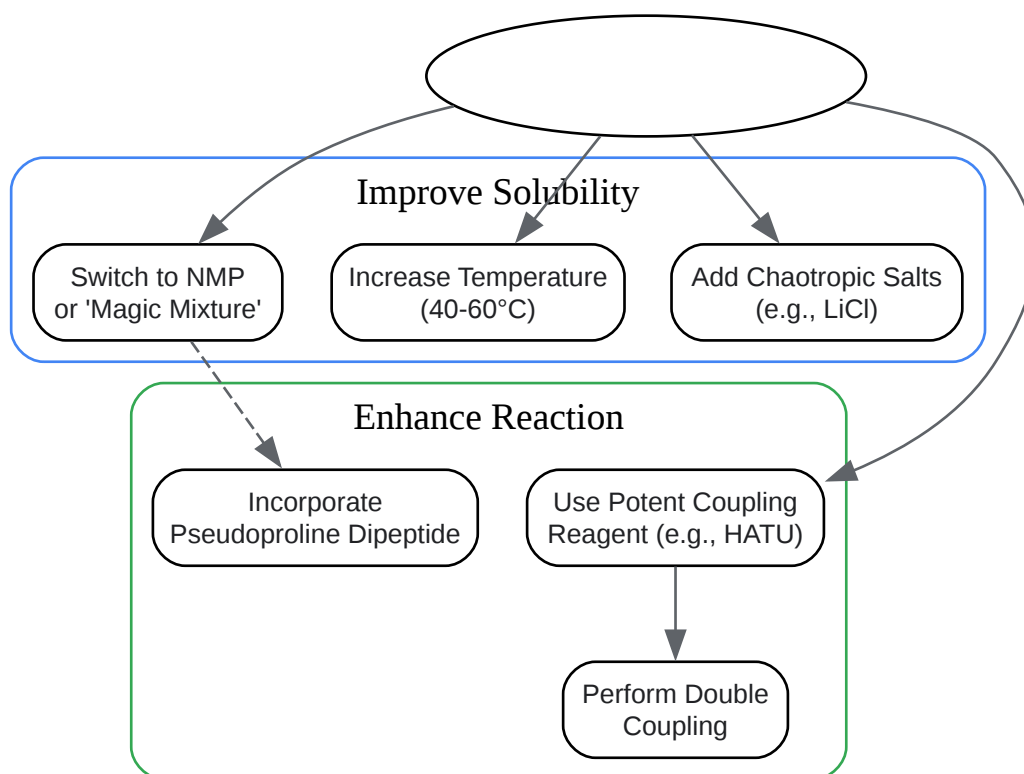 Improve Solubility
Switch to NMP
or 'Magic Mixture'
Increase Temperature
(40-60°C)
Add Chaotropic Salts
(e.g., LiCl)
Enhance Reaction
Incorporate
Pseudoproline Dipeptide
Use Potent Coupling
Reagent (e.g., HATU)
Perform Double
Coupling